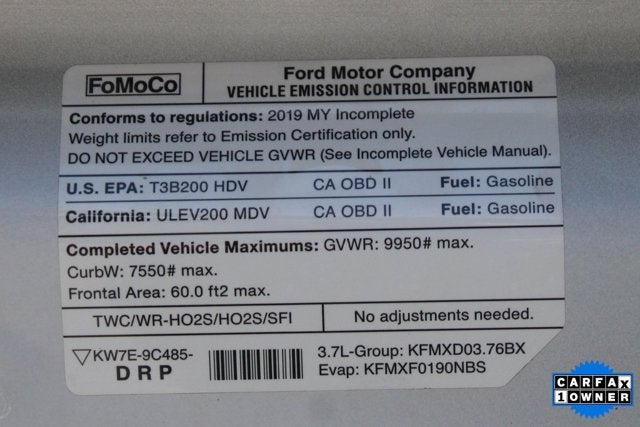 FoMoCo
Ford Motor Company
VEHICLE EMISSION CONTROL INFORMATION
Conforms to regulations: 2019 MY Incomplete
Weight limits refer to Emission Certification only.
DO NOT EXCEED VEHICLE GVWR (See Incomplete Vehicle Manual).
U.S. EPA: T3B200 HDV CA OBD II Fuel: Gasoline
California: ULEV200 MDV CA OBD II Fuel: Gasoline
Completed Vehicle Maximums: GVWR: 9950# max.
CurbW: 7550# max.
Frontal Area: 60.0 ft2 max.
TWC/WR-HO2S/HO2S/SFI No adjustments needed.
KW7E-9C485-
DRP
3.7L-Group: KFMXD03.76BX
Evap: KFMXF0190NBS
CARFAX
1 OWNER